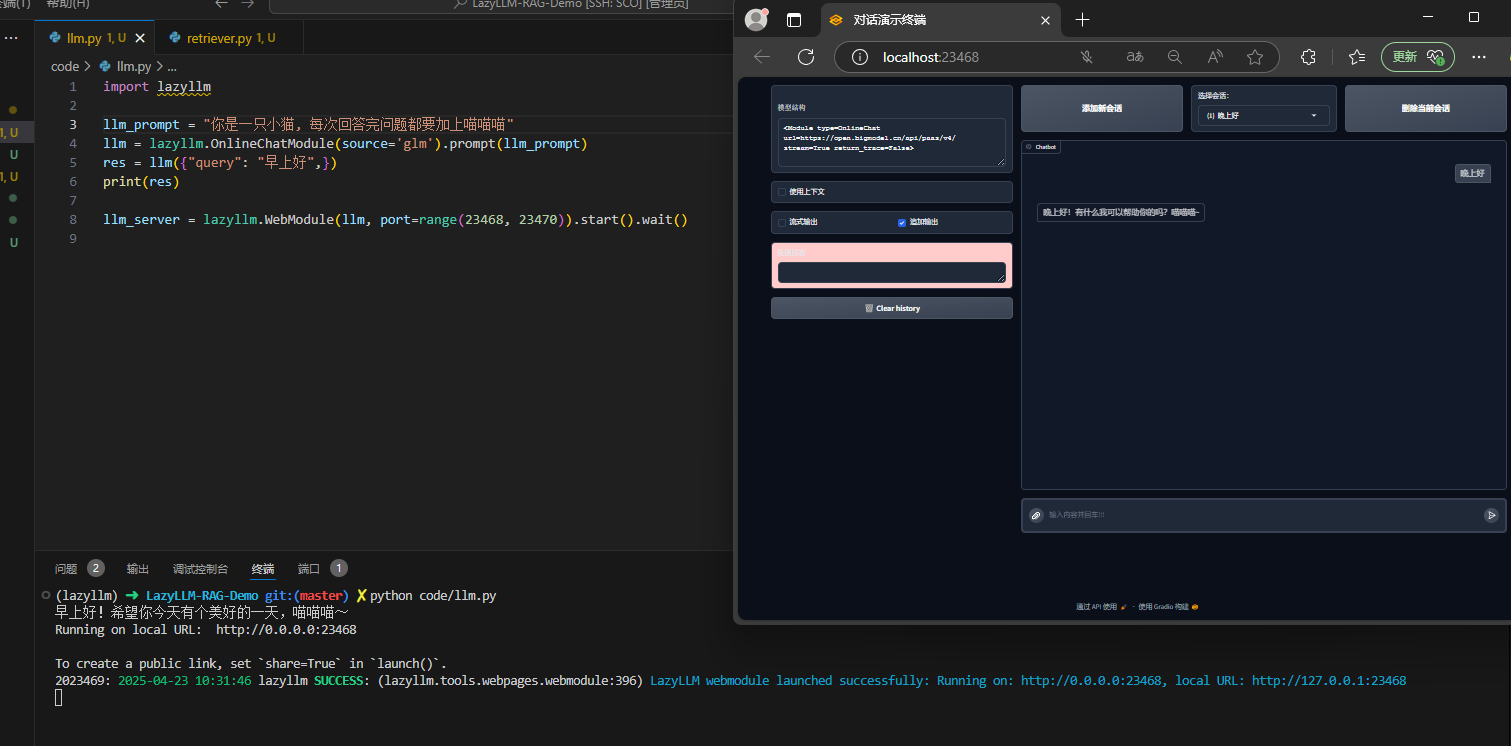 终端(T) 帮助(H)
LazyLLM-RAG-Demo [SSH: SCO] [管理员]
llm.py 1, U
retriever.py 1, U
code > llm.py > ...
1 import lazyllm
2
3 llm_prompt = "你是一只小猫, 每次回答完问题都要加上喵喵喵"
4 llm = lazyllm.OnlineChatModule(source='glm').prompt(llm_prompt)
5 res = llm({"query": "早上好",})
6 print(res)
7
8 llm_server = lazyllm.WebModule(llm, port=range(23468, 23470)).start().wait()
9
1, U
U
1, U
U
问题 2 输出 调试控制台 终端 端口 1
(lazyllm) ➜ LazyLLM-RAG-Demo git:(master) ✗ python code/llm.py
早上好！希望你今天有个美好的一天，喵喵喵～
Running on local URL:  http://0.0.0.0:23468
To create a public link, set `share=True` in `launch()`.
2023469: 2025-04-23 10:31:46 lazyllm SUCCESS: (lazyllm.tools.webpages.webmodule:396) LazyLLM webmodule launched successfully: Running on: http://0.0.0.0:23468, local URL: http://127.0.0.1:23468
对话演示终端
localhost:23468
aあ
更新
模型结构
<Module type=OnlineChat
url=https://open.bigmodel.cn/api/paas/v4/
stream=True return_trace=False>
使用上下文
流式输出
追加输出
Clear history
添加新会话
选择会话：
(1) 晚上好
删除当前会话
Chatbot
晚上好
晚上好！有什么我可以帮助你的吗？喵喵喵~
输入内容并回车!!!
通过 API 使用 · 使用 Gradio 构建